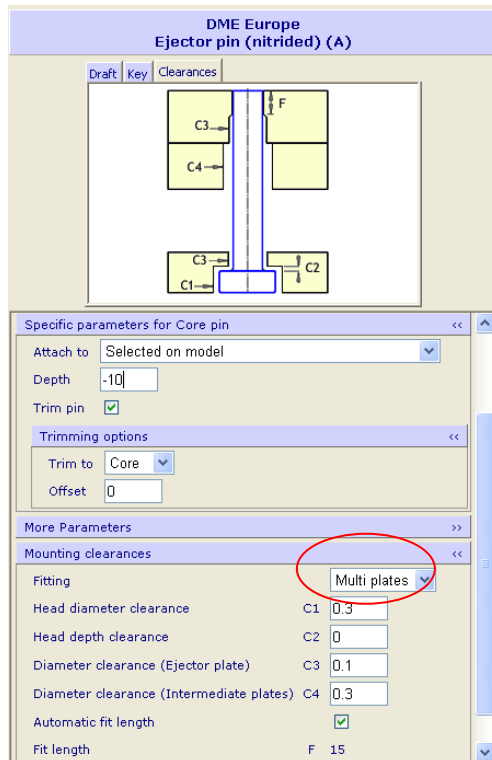 DME Europe
Ejector pin (nitrided) (A)
Draft Key Clearances
F
C3
C4
C3
C2
C1
Specific parameters for Core pin <<
Attach to Selected on model
Depth -10
Trim pin
Trimming options <<
Trim to Core
Offset 0
More Parameters >>
Mounting clearances <<
Fitting Multi plates
Head diameter clearance C1 0.3
Head depth clearance C2 0
Diameter clearance (Ejector plate) C3 0.1
Diameter clearance (Intermediate plates) C4 0.3
Automatic fit length
Fit length F 15